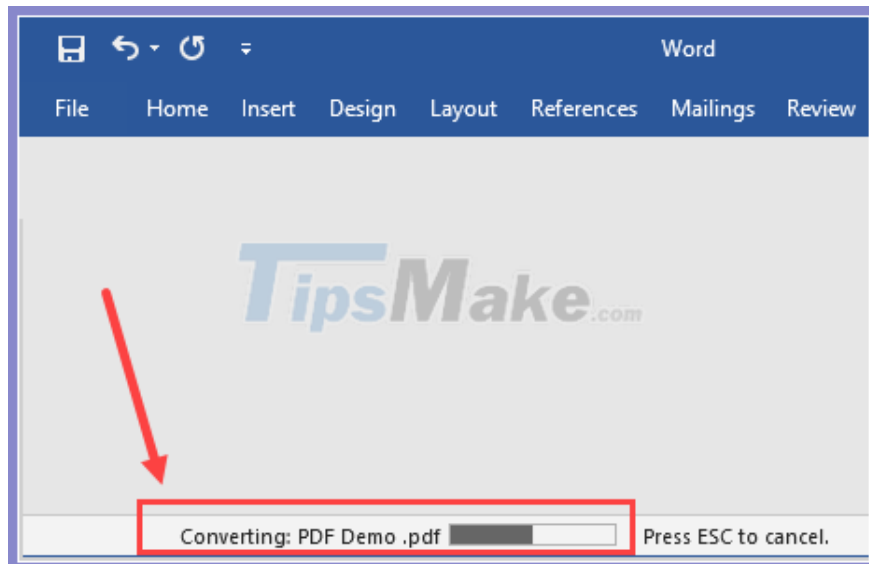 Word
File Home Insert Design Layout References Mailings Review
TipsMake.com
Converting: PDF Demo .pdf Press ESC to cancel.